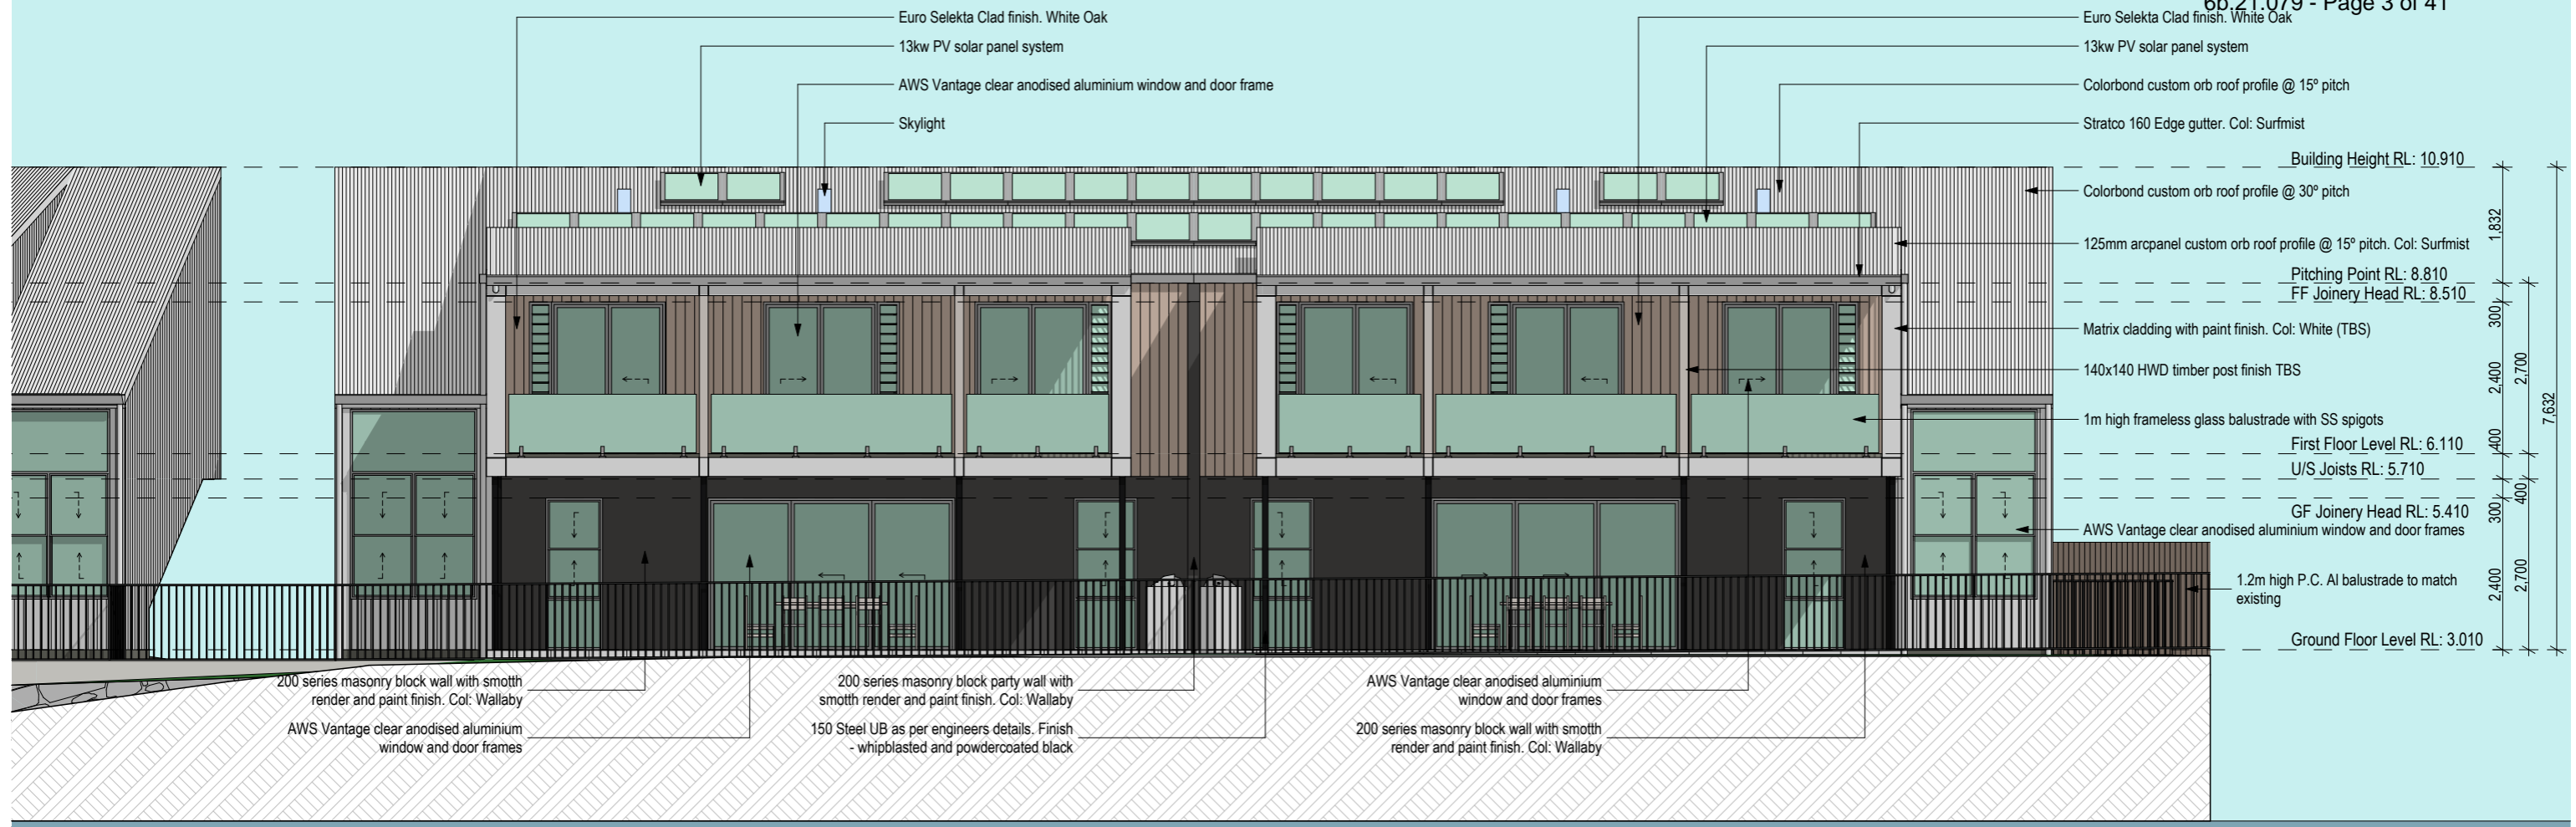 6b.21.079 - Page 3 of 41
Euro Selekta Clad finish. White Oak
13kw PV solar panel system
AWS Vantage clear anodised aluminium window and door frame
Skylight
Euro Selekta Clad finish. White Oak
13kw PV solar panel system
Colorbond custom orb roof profile @ 15º pitch
Stratco 160 Edge gutter. Col: Surfmist
Building Height RL: 10.910
Colorbond custom orb roof profile @ 30º pitch
125mm arcpanel custom orb roof profile @ 15º pitch. Col: Surfmist
Pitching Point RL: 8.810
FF Joinery Head RL: 8.510
Matrix cladding with paint finish. Col: White (TBS)
140x140 HWD timber post finish TBS
1m high frameless glass balustrade with SS spigots
First Floor Level RL: 6.110
U/S Joists RL: 5.710
GF Joinery Head RL: 5.410
AWS Vantage clear anodised aluminium window and door frames
1.2m high P.C. Al balustrade to match
existing
Ground Floor Level RL: 3.010
1,832
300
2,400
400
300
2,400
2,700
400
2,700
7,632
200 series masonry block wall with smotth
render and paint finish. Col: Wallaby
AWS Vantage clear anodised aluminium
window and door frames
200 series masonry block party wall with
smotth render and paint finish. Col: Wallaby
150 Steel UB as per engineers details. Finish
- whipblasted and powdercoated black
AWS Vantage clear anodised aluminium
window and door frames
200 series masonry block wall with smotth
render and paint finish. Col: Wallaby